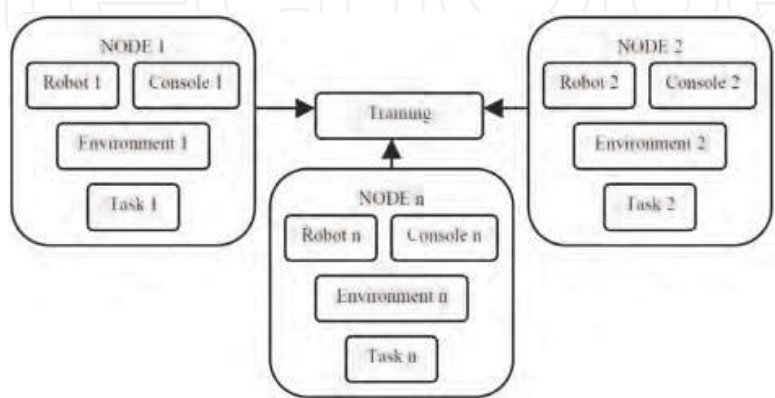 NODE 1
Robot 1
Console 1
Environment 1
Task 1
Training
NODE 2
Robot 2
Console 2
Environment 2
Task 2
NODE n
Robot n
Console n
Environment n
Task n